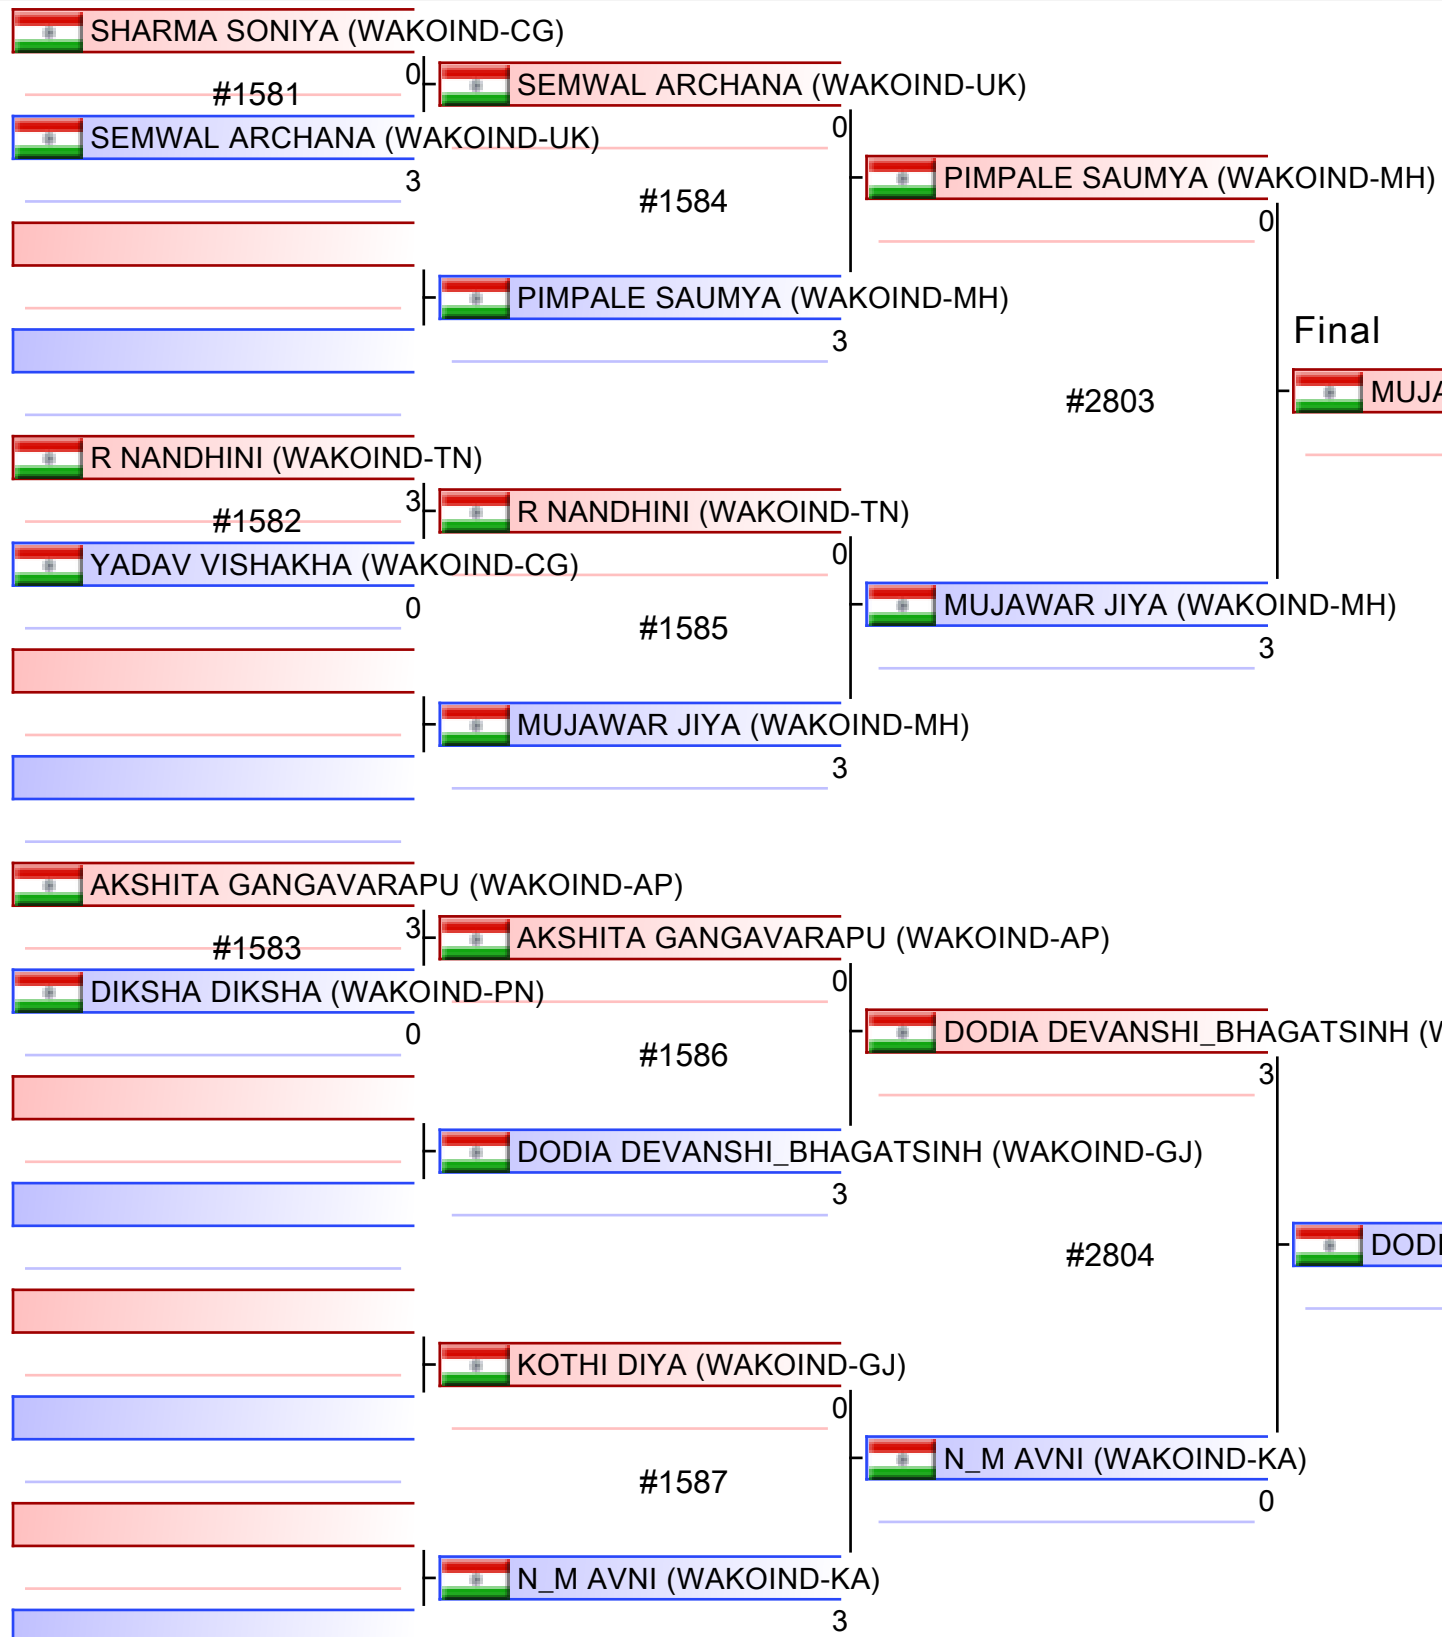 SHARMA SONIYA (WAKOIND-CG)
0
#1581
SEMWAL ARCHANA (WAKOIND-UK)
3
SEMWAL ARCHANA (WAKOIND-UK)
0
#1584
PIMPALE SAUMYA (WAKOIND-MH)
3
PIMPALE SAUMYA (WAKOIND-MH)
0
Final
#2803
MUJA
R NANDHINI (WAKOIND-TN)
3
#1582
YADAV VISHAKHA (WAKOIND-CG)
0
R NANDHINI (WAKOIND-TN)
0
#1585
MUJAWAR JIYA (WAKOIND-MH)
3
MUJAWAR JIYA (WAKOIND-MH)
3
AKSHITA GANGAVARAPU (WAKOIND-AP)
3
#1583
DIKSHA DIKSHA (WAKOIND-PN)
0
AKSHITA GANGAVARAPU (WAKOIND-AP)
0
#1586
DODIA DEVANSHI_BHAGATSINH (WAKOIND-GJ)
3
DODIA DEVANSHI_BHAGATSINH (W
3
#2804
DODI
KOTHI DIYA (WAKOIND-GJ)
0
#1587
N_M AVNI (WAKOIND-KA)
3
N_M AVNI (WAKOIND-KA)
0